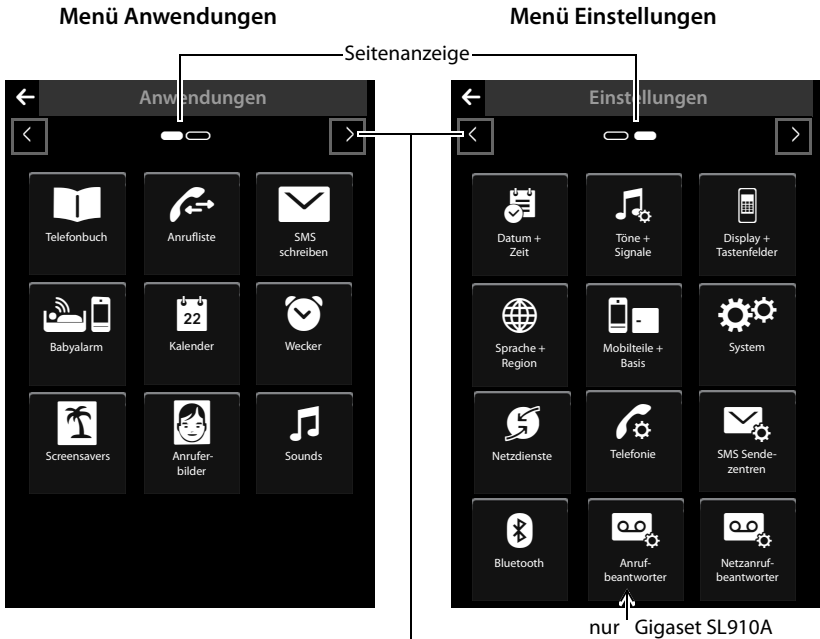 Menü Anwendungen
Menü Einstellungen
Seitenanzeige
Anwendungen
Telefonbuch
Anrufliste
SMS
schreiben
Babyalarm
22
Kalender
Wecker
Screensavers
Anrufer-
bilder
Sounds
Einstellungen
Datum +
Zeit
Töne +
Signale
Display +
Tastenfelder
Sprache +
Region
Mobilteile +
Basis
System
Netzdienste
Telefonie
SMS Sende-
zentren
Bluetooth
Anruf-
beantworter
Netzanruf-
beantworter
nur Gigaset SL910A